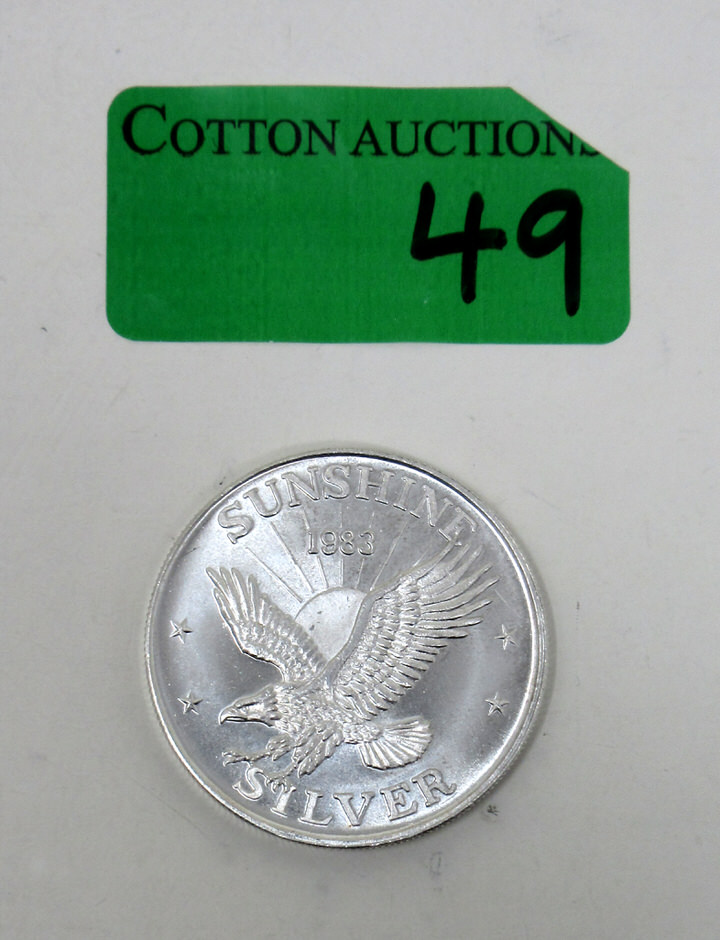 COTTON AUCTIONS
49
SUNSHINE
1983
SILVER